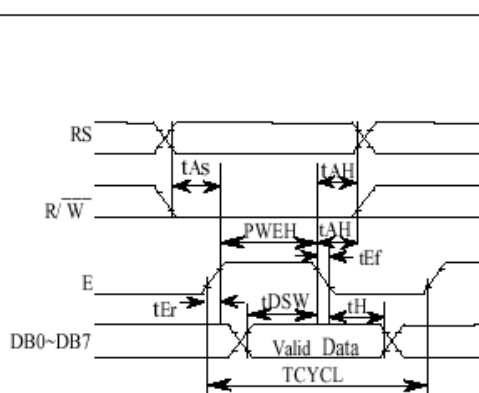 RS
tAs
tAH
R/W
PWEH
tAH
tEf
E
tEr
tDSW
tH
DB0~DB7
Valid Data
TCYCL